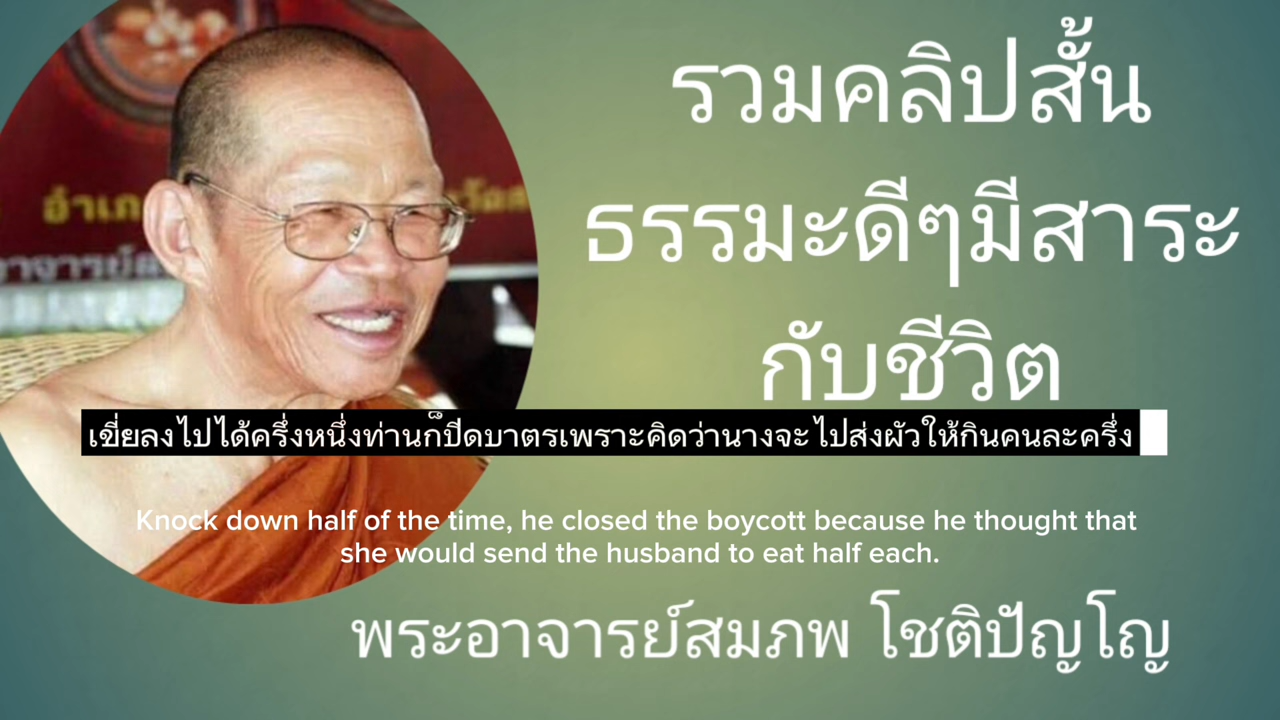 อำเภ
รวมคลิปสั้น
ธรรมะดีๆมีสาระ
กับชีวิต
เขี่ยลงไปได้ครึ่งหนึ่งท่านก็ปิดบาตรเพราะคิดว่านางจะไปส่งผัวให้กินคนละครึ่ง
Knock down half of the time, he closed the boycott because he thought that
she would send the husband to eat half each.
พระอาจารย์สมภพ โชติปัญโญ